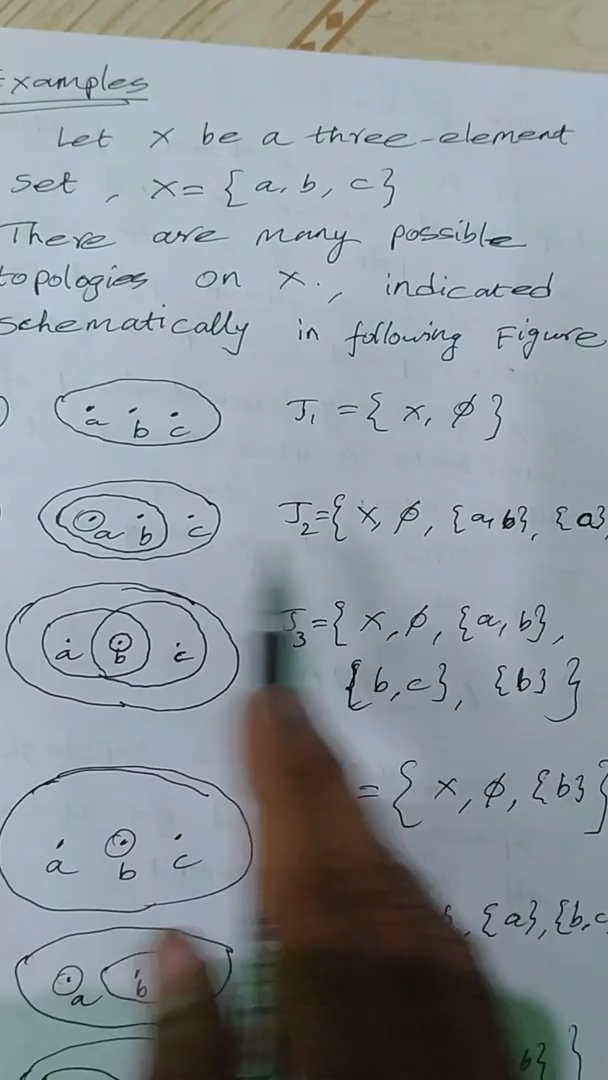 Examples
Let X be a three-element
set, X = {a, b, c}
There are many possible
topologies on X., indicated
schematically in following Figure
a b c J₁ = {X, φ}
a b c J₂ = {X, φ, {a, b}, {a}
a b c J₃ = {X, φ, {a, b},
{b, c}, {b}}
= {X, φ, {b}}
a b c
, {a}, {b, c
a b
b}}